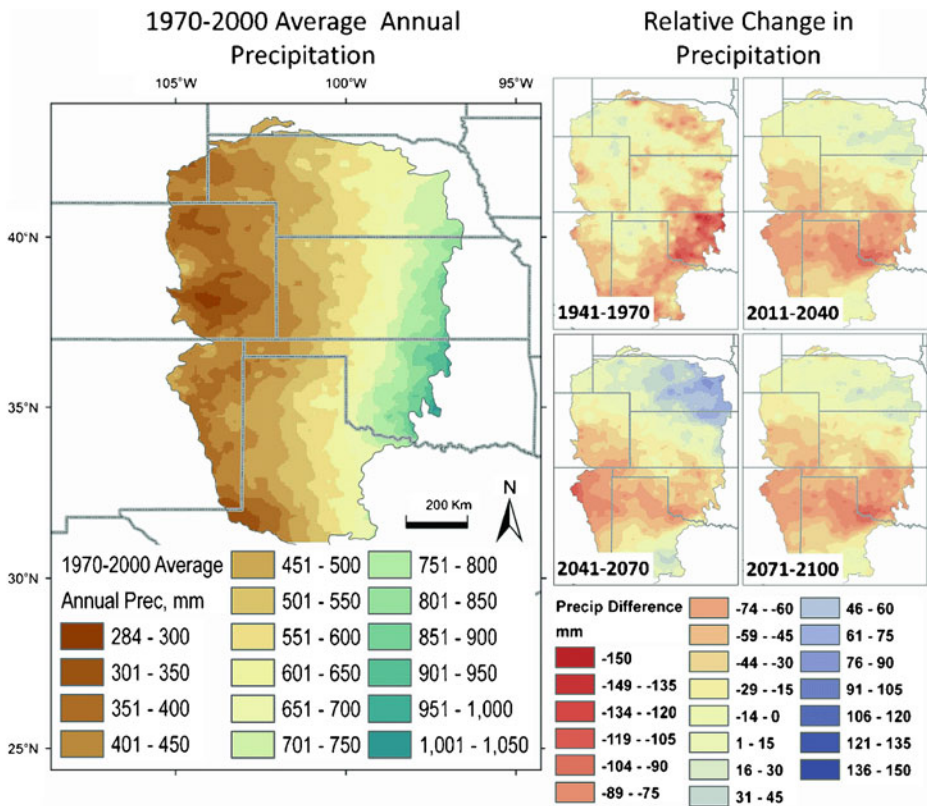 1970-2000 Average Annual
Precipitation
105°W
100°W
95°W
40°N
35°N
30°N
25°N
N
200 Km
1970-2000 Average
Annual Prec, mm
284 - 300
301 - 350
351 - 400
401 - 450
451 - 500
501 - 550
551 - 600
601 - 650
651 - 700
701 - 750
751 - 800
801 - 850
851 - 900
901 - 950
951 - 1,000
1,001 - 1,050
Relative Change in
Precipitation
1941-1970
2011-2040
2041-2070
2071-2100
Precip Difference
mm
-150
-149 - -135
-134 - -120
-119 - -105
-104 - -90
-89 - -75
-74 - -60
-59 - -45
-44 - -30
-29 - -15
-14 - 0
1 - 15
16 - 30
31 - 45
46 - 60
61 - 75
76 - 90
91 - 105
106 - 120
121 - 135
136 - 150